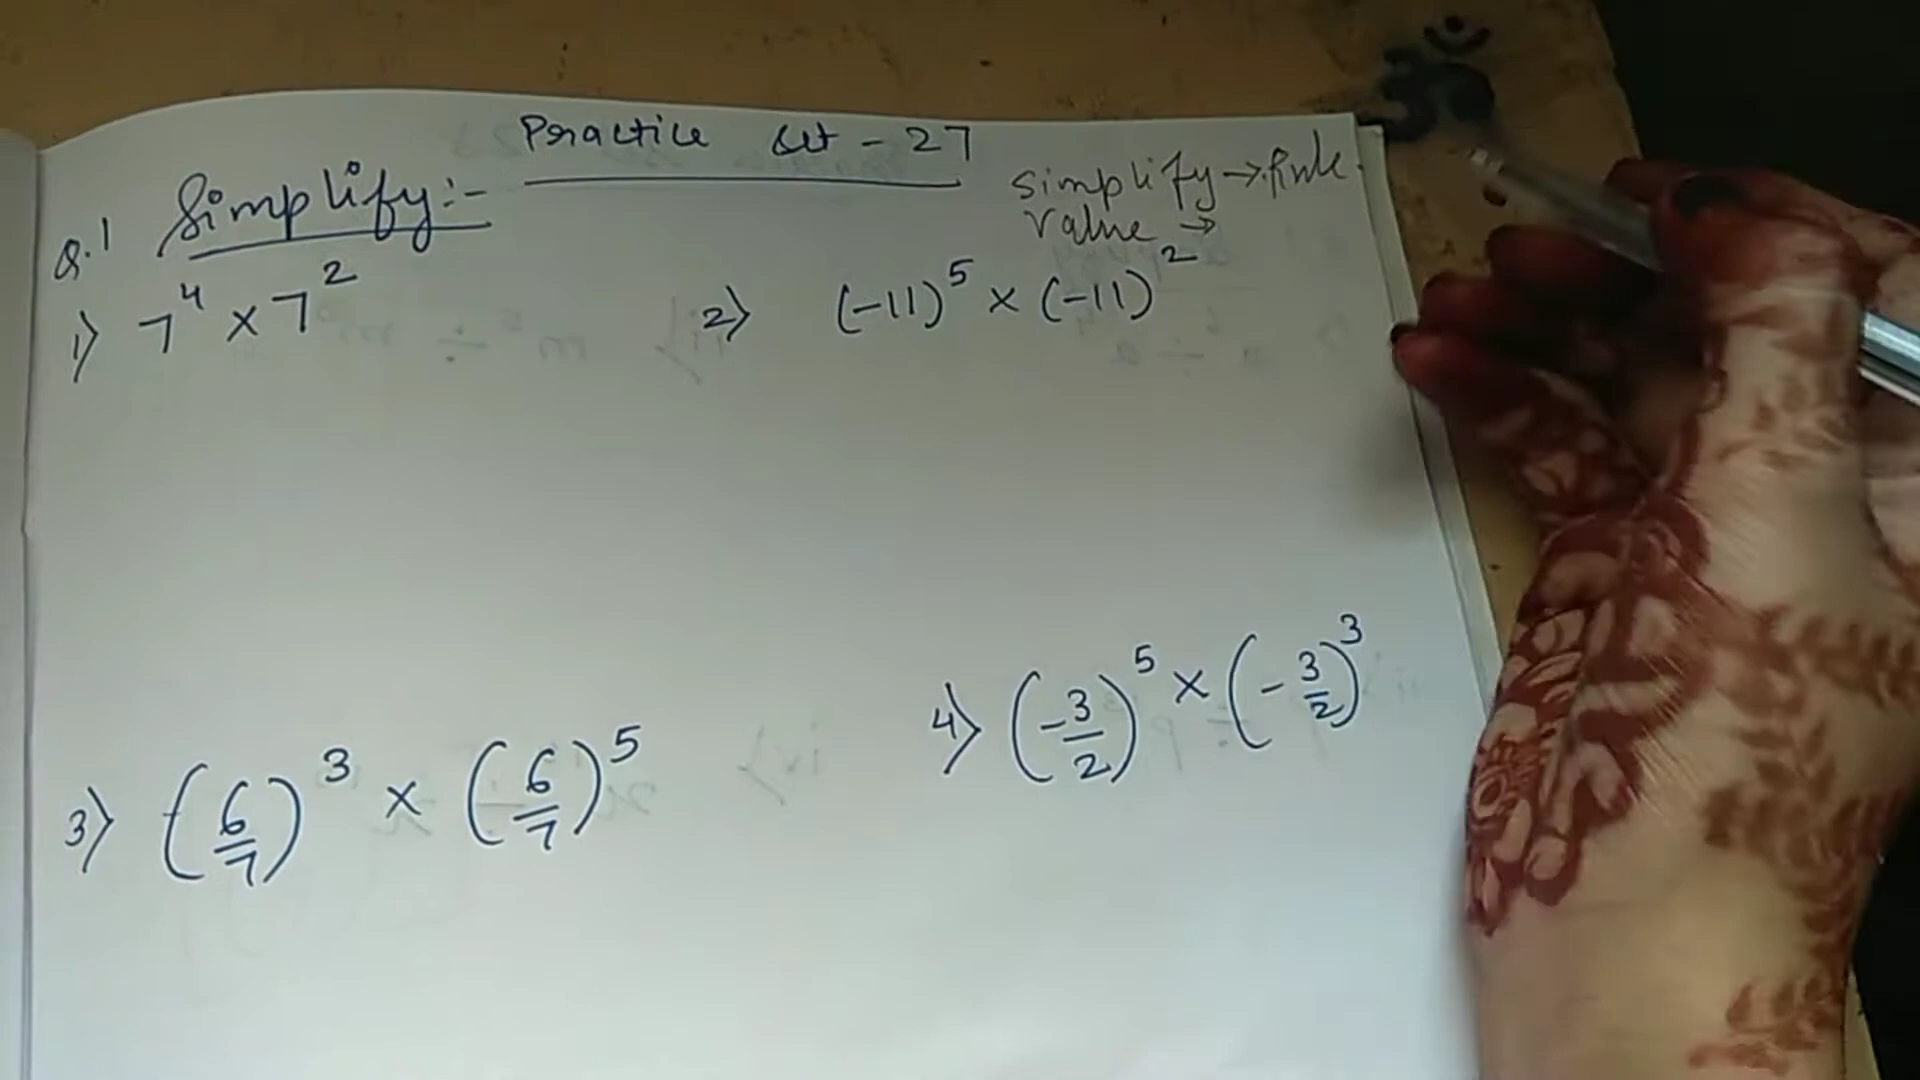 Practice Set - 27
Simplify → Rule.
Value →
Q.1 Simplify :-
1) 7⁴ × 7²
2) (-11)⁵ × (-11)²
3) (6/7)³ × (6/7)⁵
4) (-3/2)⁵ × (-3/2)³
ॐ